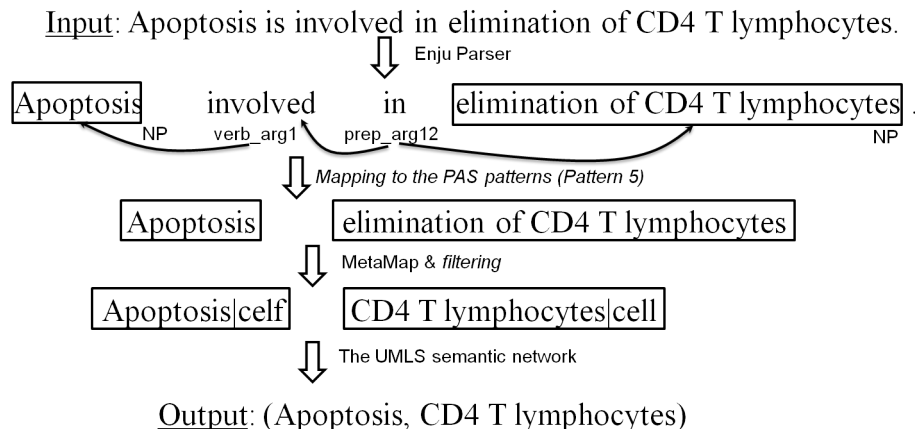 Input: Apoptosis is involved in elimination of CD4 T lymphocytes.
Enju Parser
Apoptosis involved in elimination of CD4 T lymphocytes .
NP verb_arg1 prep_arg12 NP
Mapping to the PAS patterns (Pattern 5)
Apoptosis elimination of CD4 T lymphocytes
MetaMap & filtering
Apoptosis|celf CD4 T lymphocytes|cell
The UMLS semantic network
Output: (Apoptosis, CD4 T lymphocytes)